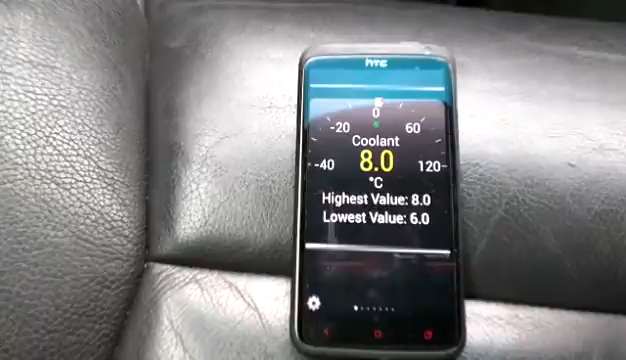 htc
0
-20 60
Coolant
-40 8.0 120
°C
Highest Value: 8.0
Lowest Value: 6.0